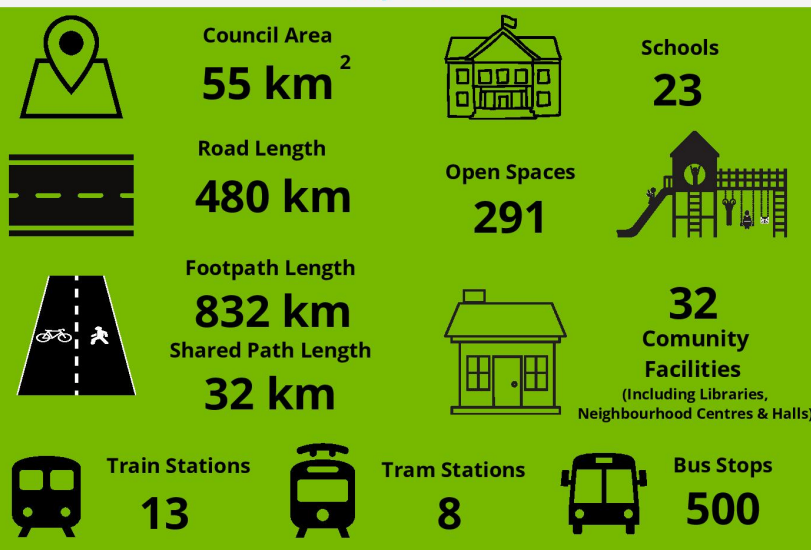 Council Area
55 km²
Schools
23
Road Length
480 km
Open Spaces
291
Footpath Length
832 km
Shared Path Length
32 km
32
Comunity
Facilities
(Including Libraries,
Neighbourhood Centres & Halls)
Train Stations
13
Tram Stations
8
Bus Stops
500